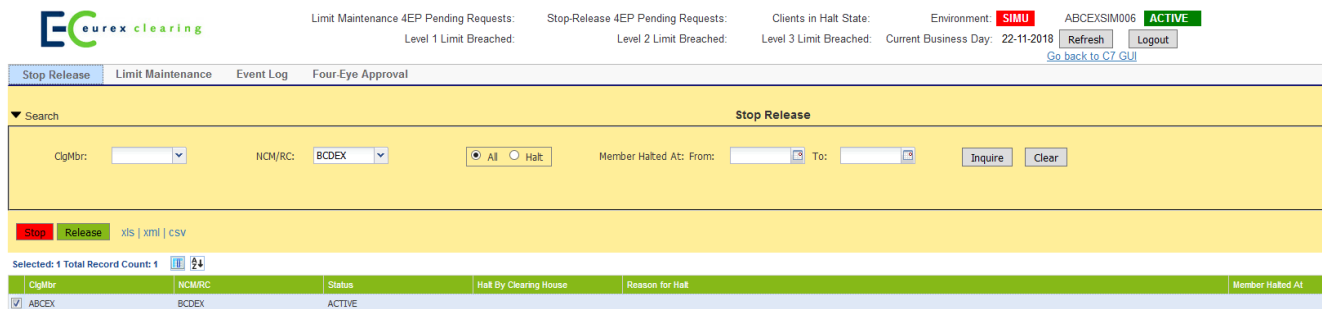 eurex clearing
Limit Maintenance 4EP Pending Requests: Stop-Release 4EP Pending Requests: Clients in Halt State: Environment: SIMU ABCEXSIM006 ACTIVE
Level 1 Limit Breached: Level 2 Limit Breached: Level 3 Limit Breached: Current Business Day: 22-11-2018 Refresh Logout
Go back to C7 GUI
Stop Release Limit Maintenance Event Log Four-Eye Approval
Search Stop Release
ClgMbr: NCM/RC: BCDEX All Halt Member Halted At: From: To: Inquire Clear
Stop Release xls | xml | csv
Selected: 1 Total Record Count: 1
ClgMbr NCM/RC Status Halt By Clearing House Reason for Halt Member Halted At
ABCEX BCDEX ACTIVE